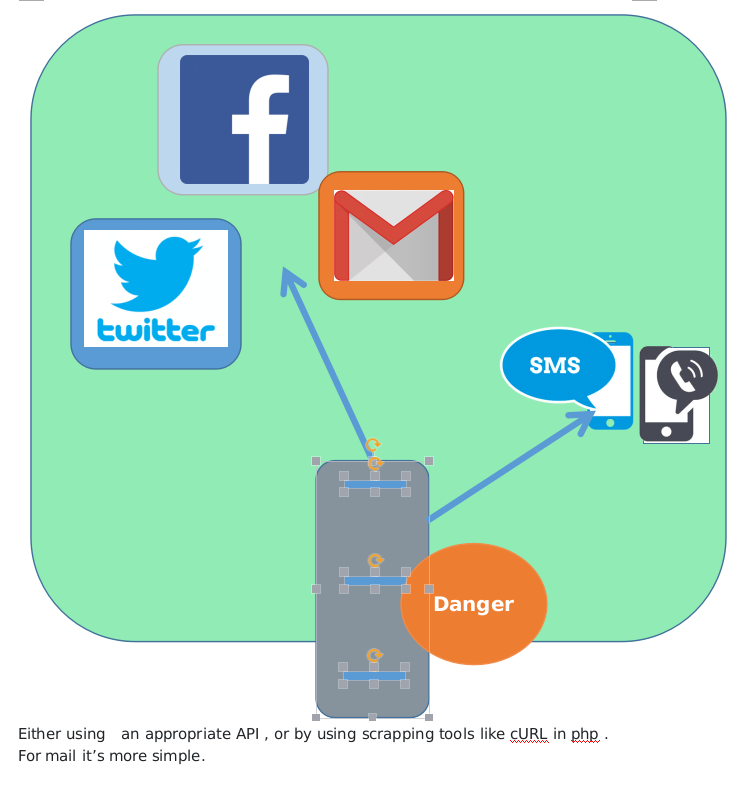 twitter
SMS
Danger
Either using an appropriate API , or by using scrapping tools like cURL in php .
For mail it’s more simple.